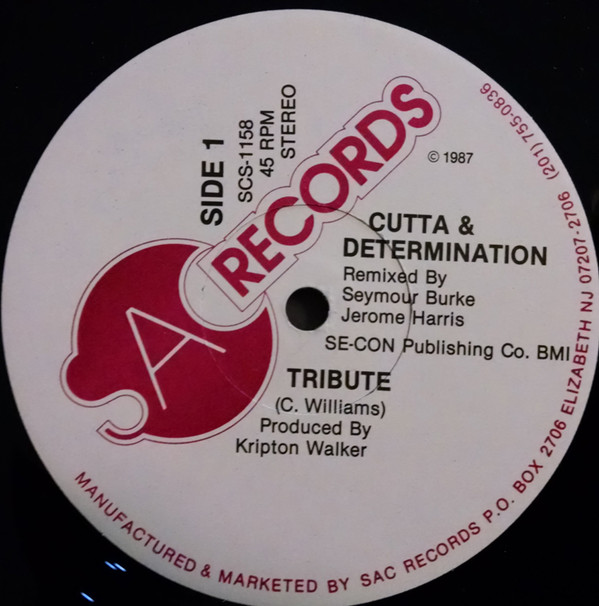 SIDE 1
SCS-1158
45 RPM
STEREO
SAC RECORDS
© 1987
CUTTA &
DETERMINATION
Remixed By
Seymour Burke
Jerome Harris
SE-CON Publishing Co. BMI
TRIBUTE
(C. Williams)
Produced By
Kripton Walker
MANUFACTURED & MARKETED BY SAC RECORDS P.O. BOX 2706 ELIZABETH NJ 07207-2706 (201) 755-0836